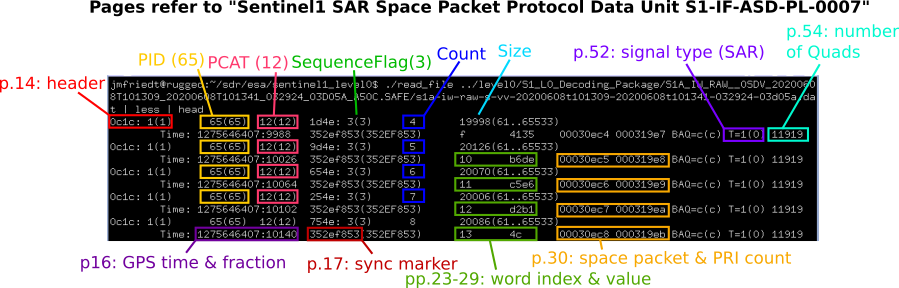 Pages refer to "Sentinel1 SAR Space Packet Protocol Data Unit S1-IF-ASD-PL-0007"
p.54: number
of Quads
PID (65)
PCAT (12)
SequenceFlag(3)
Count
Size
p.52: signal type (SAR)
p.14: header
jmfriedt@rugged:~/sdr/esa/sentinel1_level0$ ./read_file ../level0/S1_L0_Decoding_Package/S1A_IW_RAW__0SDV_2020060
8T101309_20200608T101341_032924_03D05A_A50C.SAFE/s1a-iw-raw-s-vv-20200608t101309-20200608t101341-032924-03d05a.da
t | less | head
0c1c: 1(1) 65(65) 12(12) 1d4e: 3(3) 4 19998(61..65533)
Time: 1275646407:9988 352ef853(352EF853) f 4135 00030ec4 000319e7 BAQ=c(c) T=1(0) 11919
0c1c: 1(1) 65(65) 12(12) 9d4e: 3(3) 5 20126(61..65533)
Time: 1275646407:10026 352ef853(352EF853) 10 b6de 00030ec5 000319e8 BAQ=c(c) T=1(0) 11919
0c1c: 1(1) 65(65) 12(12) 654e: 3(3) 6 20070(61..65533)
Time: 1275646407:10064 352ef853(352EF853) 11 c5e6 00030ec6 000319e9 BAQ=c(c) T=1(0) 11919
0c1c: 1(1) 65(65) 12(12) 254e: 3(3) 7 20006(61..65533)
Time: 1275646407:10102 352ef853(352EF853) 12 d2b1 00030ec7 000319ea BAQ=c(c) T=1(0) 11919
0c1c: 1(1) 65(65) 12(12) 754e: 3(3) 8 20086(61..65533)
Time: 1275646407:10140 352ef853(352EF853) 13 4c 00030ec8 000319eb BAQ=c(c) T=1(0) 11919
p16: GPS time & fraction
p.17: sync marker
p.30: space packet & PRI count
pp.23-29: word index & value